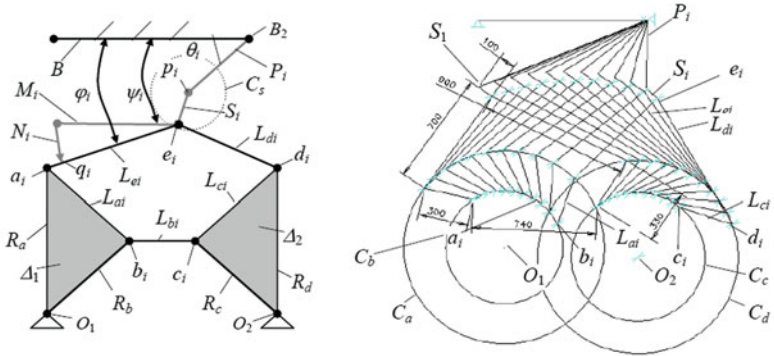 B
B₂
θᵢ
pᵢ
Pᵢ
Mᵢ
φᵢ
ψᵢ
Cₛ
Sᵢ
Nᵢ
eᵢ
Ldi
qᵢ
Lei
aᵢ
dᵢ
Lci
Lai
Lbi
Ra
Δ₁
bᵢ
cᵢ
Δ₂
Rd
Rb
Rc
O₁
O₂
Pᵢ
S₁
100
Sᵢ
eᵢ
900
Lei
Ldi
700
Lci
300
740
330
dᵢ
Cb
aᵢ
Lai
bᵢ
cᵢ
O₁
O₂
Cc
Ca
Cd